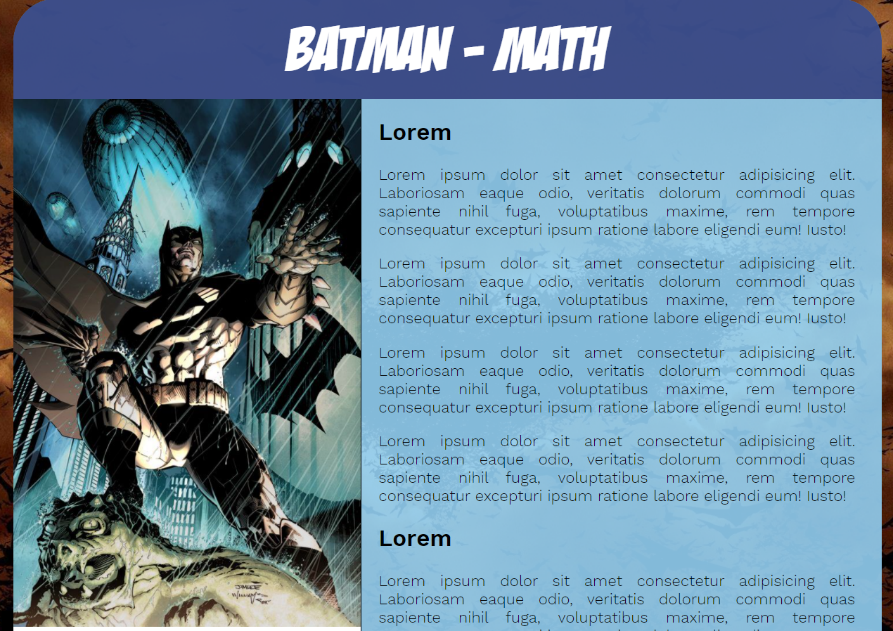 BATMAN - MATH
Lorem
Lorem ipsum dolor sit amet consectetur adipisicing elit.
Laboriosam eaque odio, veritatis dolorum commodi quas
sapiente nihil fuga, voluptatibus maxime, rem tempore
consequatur excepturi ipsum ratione labore eligendi eum! Iusto!
Lorem ipsum dolor sit amet consectetur adipisicing elit.
Laboriosam eaque odio, veritatis dolorum commodi quas
sapiente nihil fuga, voluptatibus maxime, rem tempore
consequatur excepturi ipsum ratione labore eligendi eum! Iusto!
Lorem ipsum dolor sit amet consectetur adipisicing elit.
Laboriosam eaque odio, veritatis dolorum commodi quas
sapiente nihil fuga, voluptatibus maxime, rem tempore
consequatur excepturi ipsum ratione labore eligendi eum! Iusto!
Lorem ipsum dolor sit amet consectetur adipisicing elit.
Laboriosam eaque odio, veritatis dolorum commodi quas
sapiente nihil fuga, voluptatibus maxime, rem tempore
consequatur excepturi ipsum ratione labore eligendi eum! Iusto!
Lorem
Lorem ipsum dolor sit amet consectetur adipisicing elit.
Laboriosam eaque odio, veritatis dolorum commodi quas
sapiente nihil fuga, voluptatibus maxime, rem tempore